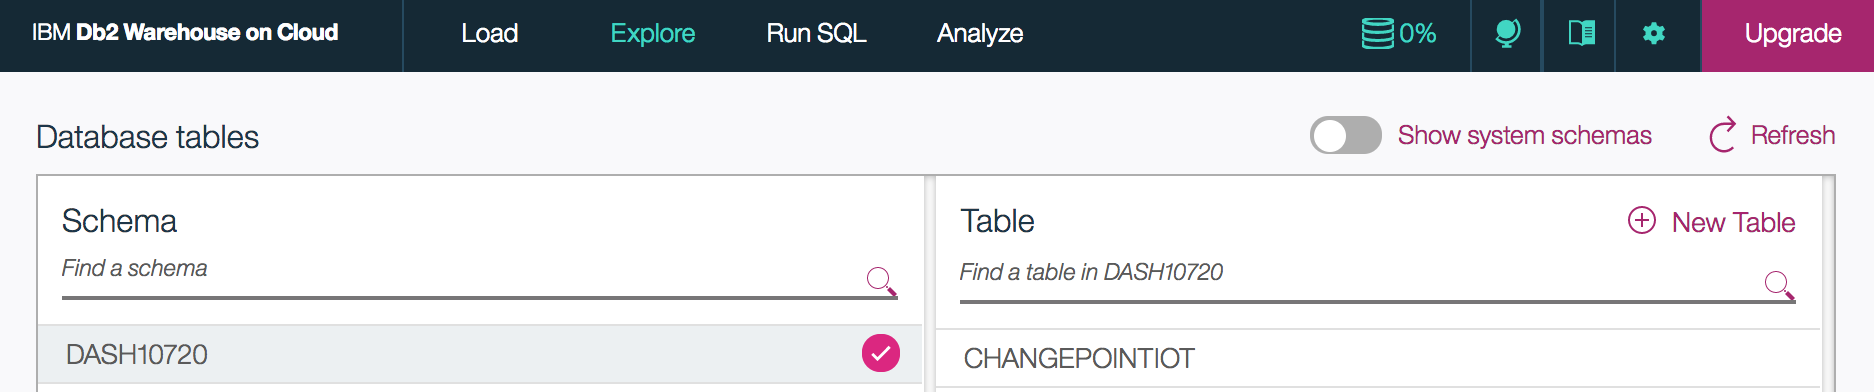 IBM Db2 Warehouse on Cloud Load Explore Run SQL Analyze 0% Upgrade
Database tables Show system schemas Refresh
Schema
Find a schema
DASH10720
Table New Table
Find a table in DASH10720
CHANGEPOINTIOT